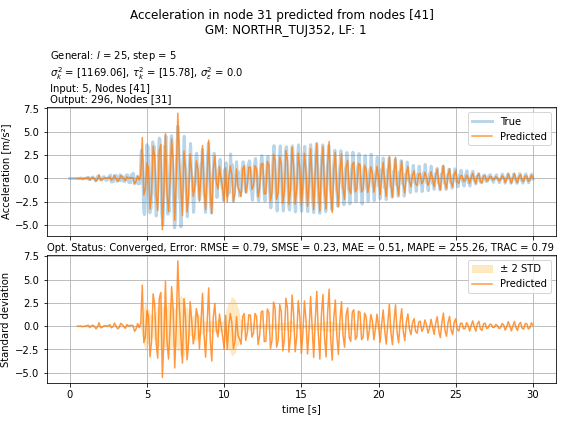 Acceleration in node 31 predicted from nodes [41]
GM: NORTHR_TUJ352, LF: 1
General: l = 25, step = 5
σ²ₖ = [1169.06], τ²ₖ = [15.78], σ²ₑ = 0.0
Input: 5, Nodes [41]
Output: 296, Nodes [31]
7.5
5.0
2.5
0.0
−2.5
−5.0
Acceleration [m/s²]
True
Predicted
Opt. Status: Converged, Error: RMSE = 0.79, SMSE = 0.23, MAE = 0.51, MAPE = 255.26, TRAC = 0.79
7.5
5.0
2.5
0.0
−2.5
−5.0
Standard deviation
± 2 STD
Predicted
0 5 10 15 20 25 30
time [s]